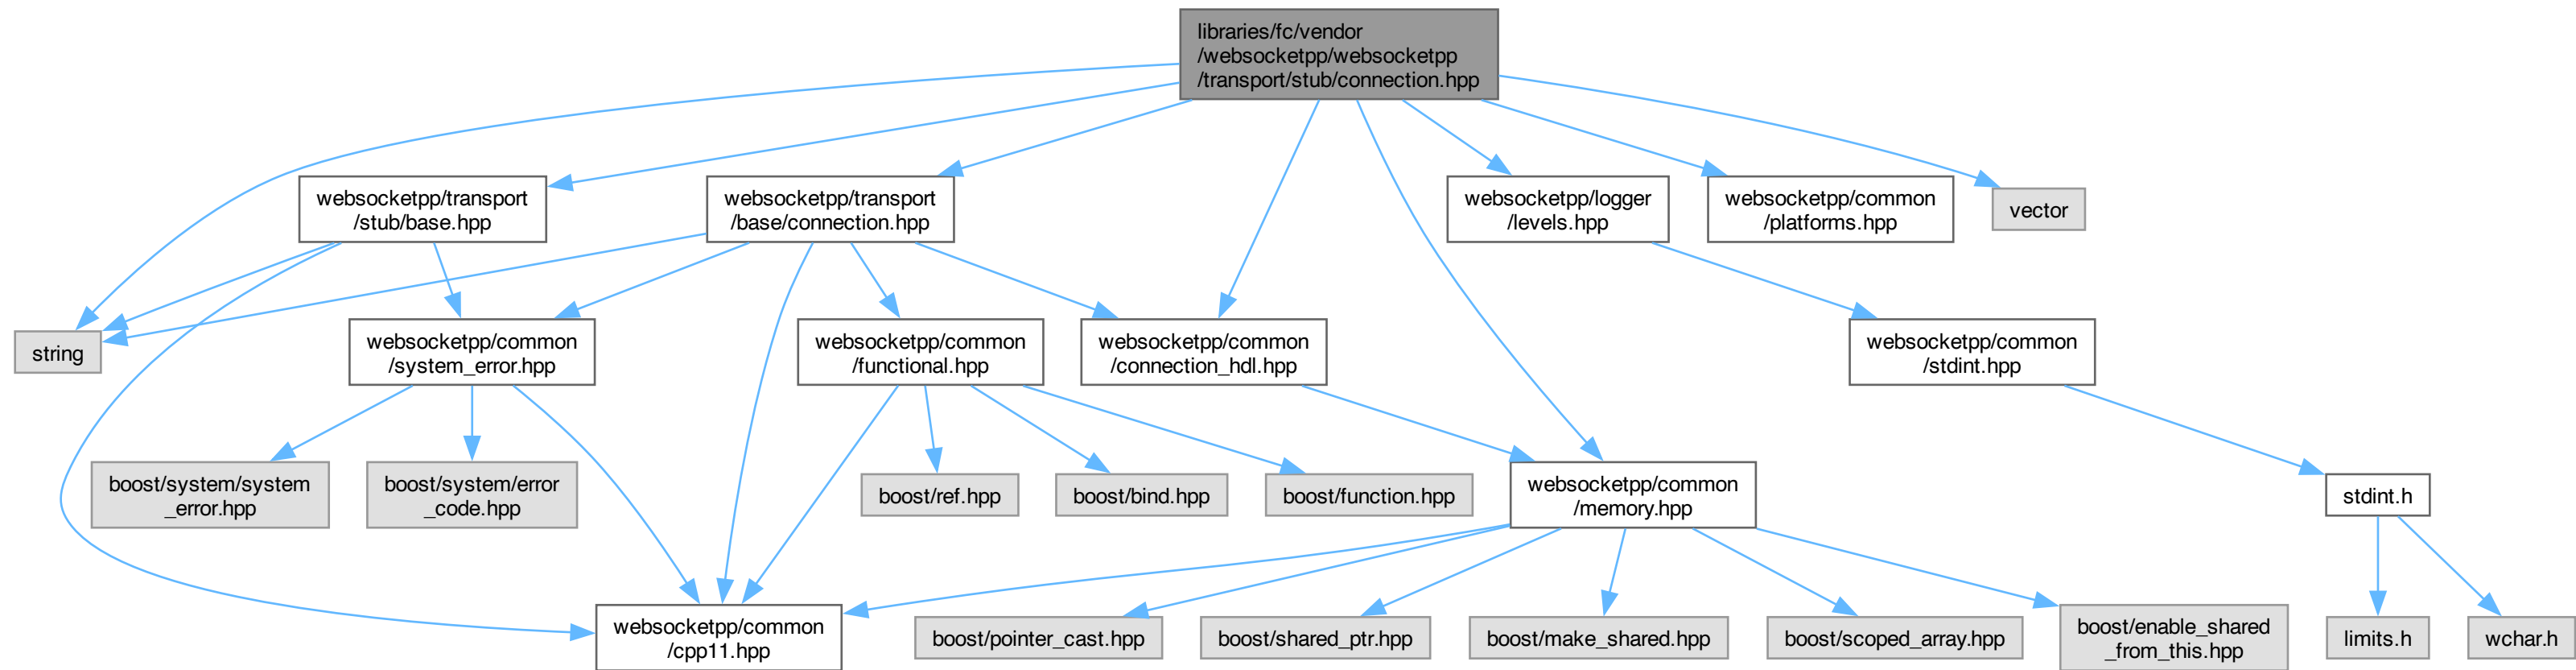 libraries/fc/vendor
/websocketpp/websocketpp
/transport/stub/connection.hpp
websocketpp/transport
/stub/base.hpp
websocketpp/transport
/base/connection.hpp
websocketpp/logger
/levels.hpp
websocketpp/common
/platforms.hpp
vector
string
websocketpp/common
/system_error.hpp
websocketpp/common
/functional.hpp
websocketpp/common
/connection_hdl.hpp
websocketpp/common
/stdint.hpp
boost/system/system
_error.hpp
boost/system/error
_code.hpp
boost/ref.hpp
boost/bind.hpp
boost/function.hpp
websocketpp/common
/memory.hpp
stdint.h
websocketpp/common
/cpp11.hpp
boost/pointer_cast.hpp
boost/shared_ptr.hpp
boost/make_shared.hpp
boost/scoped_array.hpp
boost/enable_shared
_from_this.hpp
limits.h
wchar.h